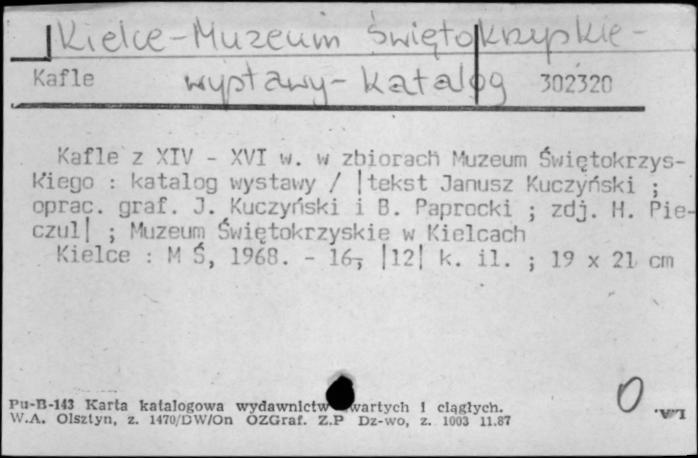 Kielce - Muzeum Świętokrzyskie -
Kafle wystawy - katalog 302320
Kafle z XIV - XVI w. w zbiorach Muzeum Świętokrzys-
kiego : katalog wystawy / |tekst Janusz Kuczyński ;
oprac. graf. J. Kuczyński i B. Paprocki ; zdj. H. Pie-
czul| ; Muzeum Świętokrzyskie w Kielcach
Kielce : M Ś, 1968. - 16, |12| k. il. ; 19 x 21 cm
O
Pu-B-143 Karta katalogowa wydawnictw zwartych i ciągłych.
W.A. Olsztyn, z. 1470/DW/On OZGraf. Z.P Dz-wo, z. 1003 11.87